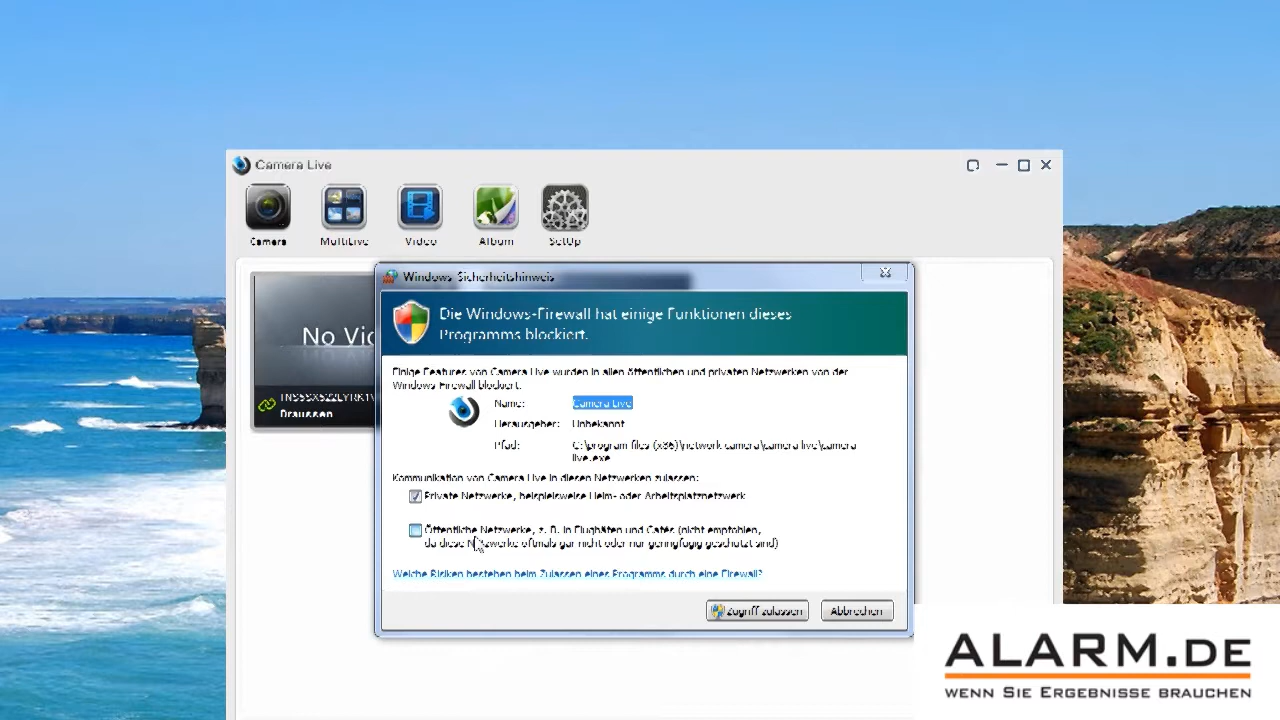 Camera Live
Camera
MultiLive
Video
Album
SetUp
Windows-Sicherheitshinweis
Die Windows-Firewall hat einige Funktionen dieses
Programms blockiert.
No Vi
Draussen
Einige Features von Camera Live wurden in allen öffentlichen und privaten Netzwerken von der
Windows-Firewall blockiert.
Name:
Camera Live
Herausgeber:
Unbekannt
Pfad:
C:\program files (x86)\network camera\camera live\camera
live.exe
Kommunikation von Camera Live in diesen Netzwerken zulassen:
Private Netzwerke, beispielsweise Heim- oder Arbeitsplatznetzwerk
Öffentliche Netzwerke, z. B. in Flughäfen und Cafés (nicht empfohlen,
da diese Netzwerke oftmals gar nicht oder nur geringfügig geschützt sind)
Welche Risiken bestehen beim Zulassen eines Programms durch eine Firewall?
Zugriff zulassen
Abbrechen
ALARM.DE
WENN SIE ERGEBNISSE BRAUCHEN